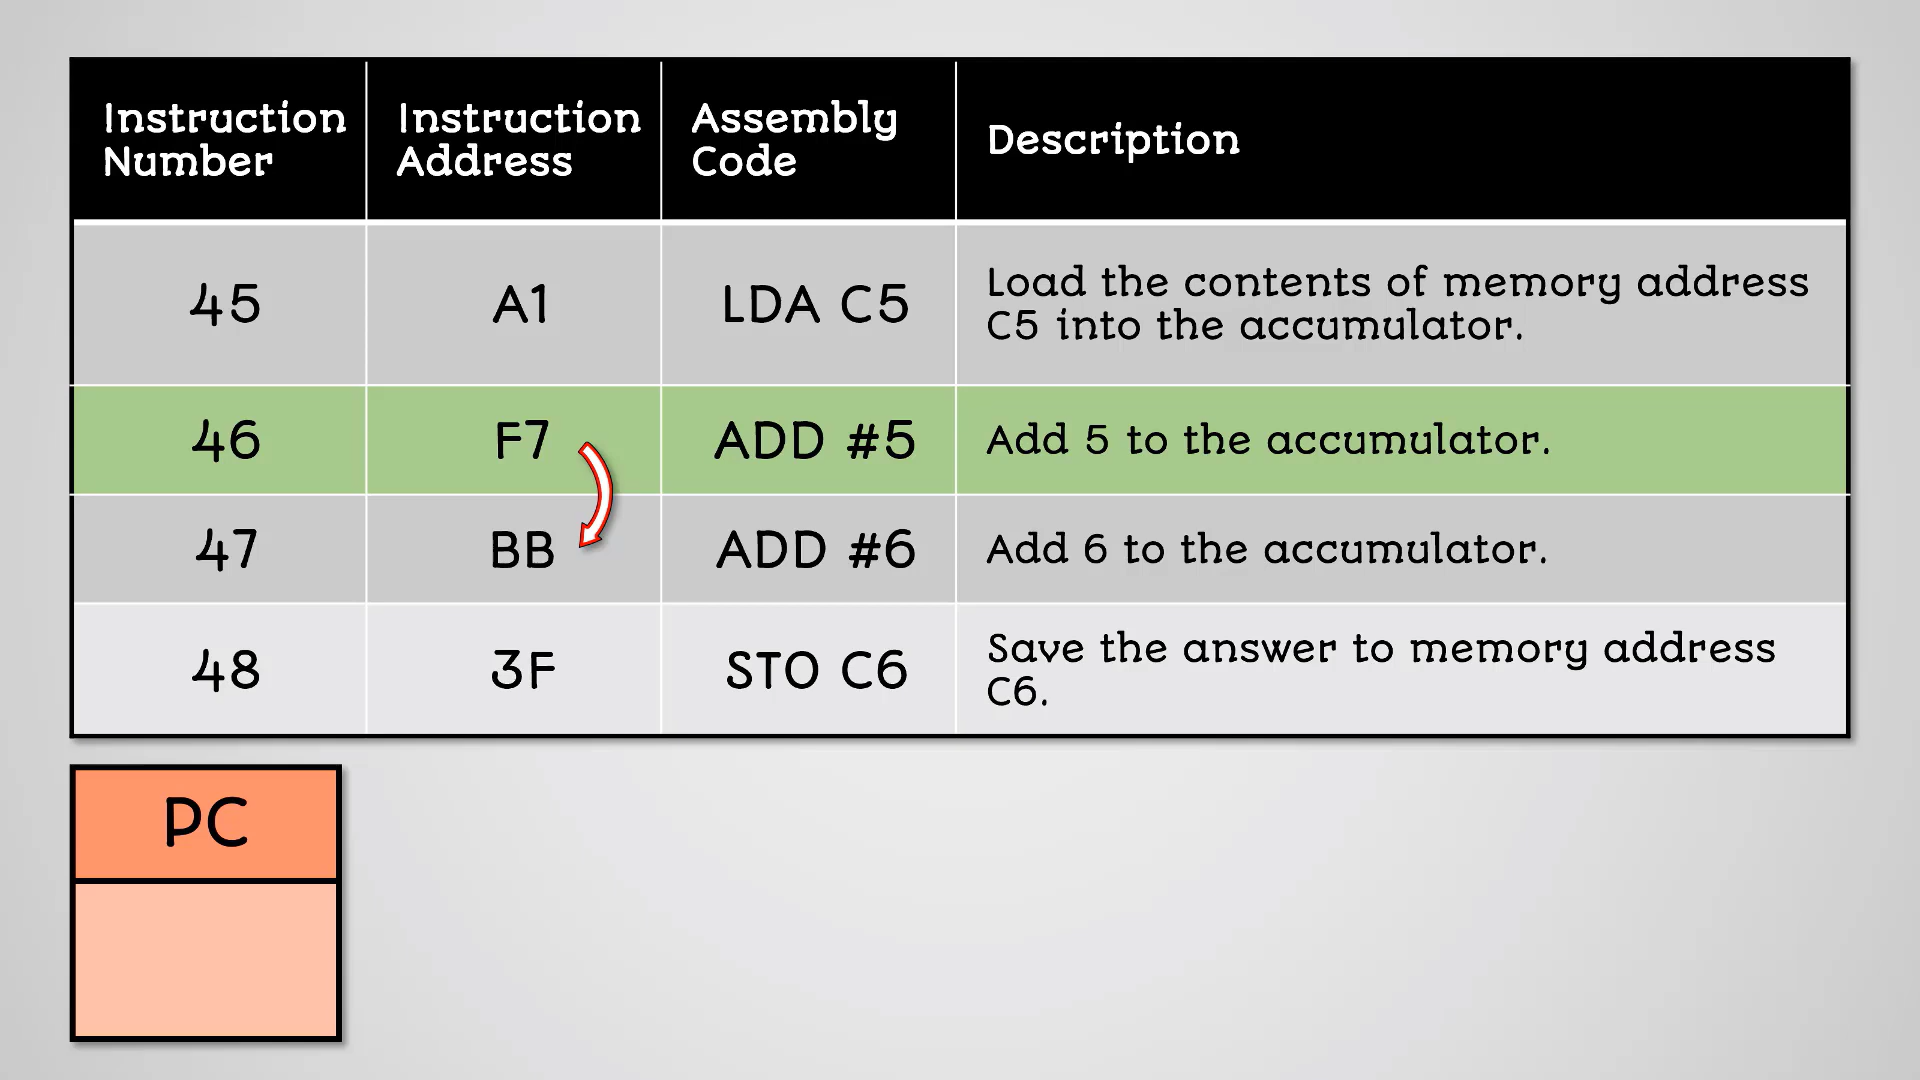 Instruction Number
Instruction Address
Assembly Code
Description
45
A1
LDA C5
Load the contents of memory address
C5 into the accumulator.
46
F7
ADD #5
Add 5 to the accumulator.
47
BB
ADD #6
Add 6 to the accumulator.
48
3F
STO C6
Save the answer to memory address
C6.
PC